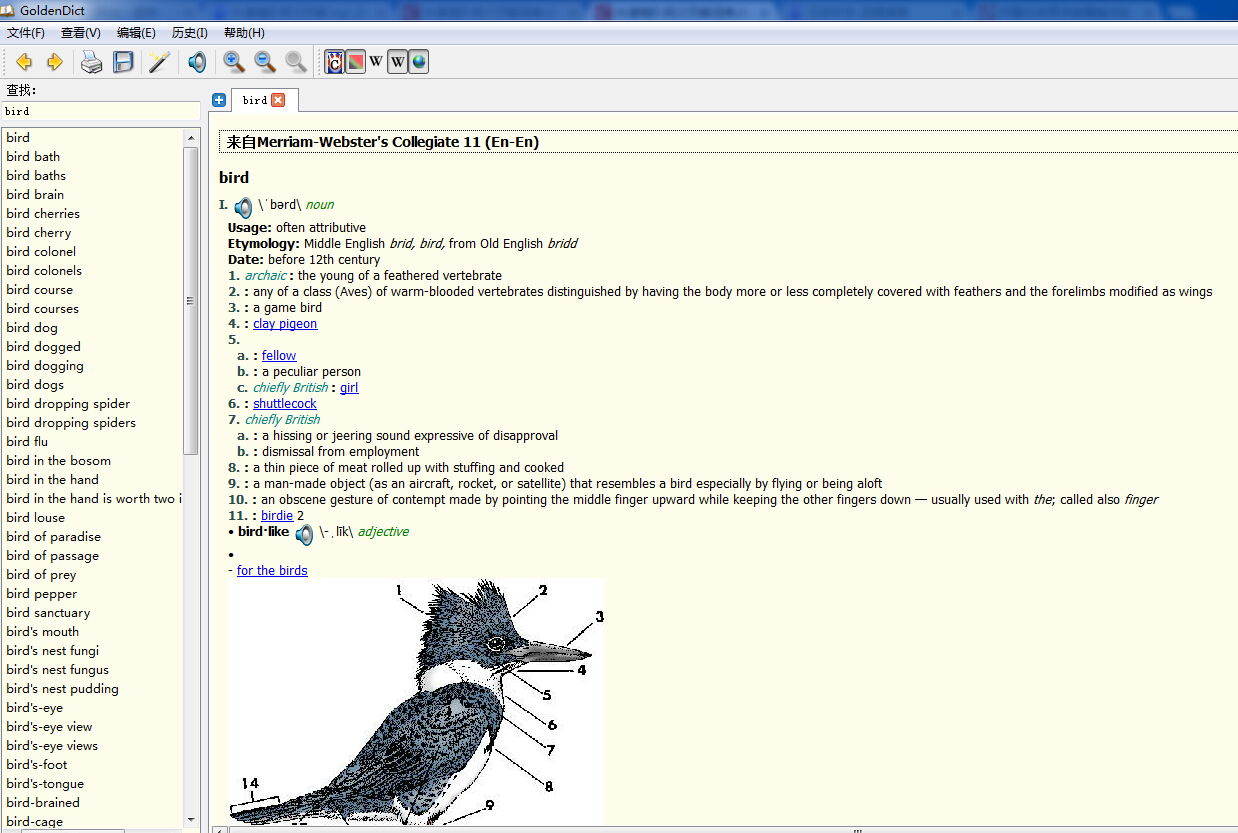 GoldenDict
文件(F) 查看(V) 编辑(E) 历史(I) 帮助(H)
查找:
bird
bird
bird bath
bird baths
bird brain
bird cherries
bird cherry
bird colonel
bird colonels
bird course
bird courses
bird dog
bird dogged
bird dogging
bird dogs
bird dropping spider
bird dropping spiders
bird flu
bird in the bosom
bird in the hand
bird in the hand is worth two i
bird louse
bird of paradise
bird of passage
bird of prey
bird pepper
bird sanctuary
bird's mouth
bird's nest fungi
bird's nest fungus
bird's nest pudding
bird's-eye
bird's-eye view
bird's-eye views
bird's-foot
bird's-tongue
bird-brained
bird-cage
bird
来自Merriam-Webster's Collegiate 11 (En-En)
bird
I. \ˈbərd\ noun
Usage: often attributive
Etymology: Middle English brid, bird, from Old English bridd
Date: before 12th century
1. archaic : the young of a feathered vertebrate
2. : any of a class (Aves) of warm-blooded vertebrates distinguished by having the body more or less completely covered with feathers and the forelimbs modified as wings
3. : a game bird
4. : clay pigeon
5.
a. : fellow
b. : a peculiar person
c. chiefly British : girl
6. : shuttlecock
7. chiefly British
a. : a hissing or jeering sound expressive of disapproval
b. : dismissal from employment
8. : a thin piece of meat rolled up with stuffing and cooked
9. : a man-made object (as an aircraft, rocket, or satellite) that resembles a bird especially by flying or being aloft
10. : an obscene gesture of contempt made by pointing the middle finger upward while keeping the other fingers down — usually used with the; called also finger
11. : birdie 2
• bird·like \-ˌlīk\ adjective
•
- for the birds
1
2
3
4
5
6
7
8
14
9